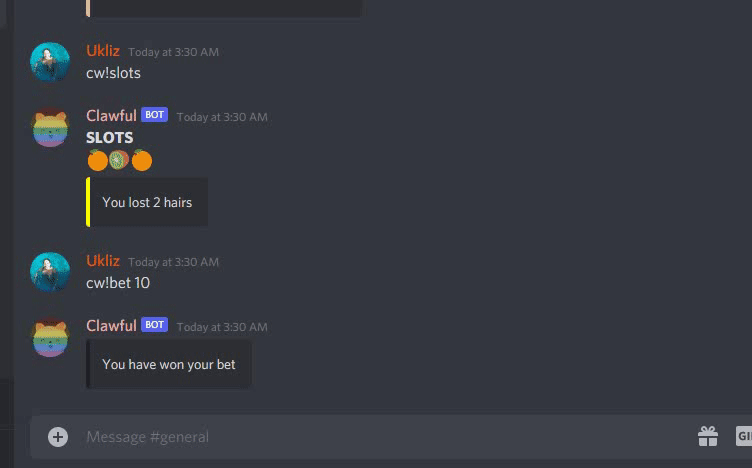 Ukliz Today at 3:30 AM
cw!slots
Clawful BOT Today at 3:30 AM
SLOTS
You lost 2 hairs
Ukliz Today at 3:30 AM
cw!bet 10
Clawful BOT Today at 3:30 AM
You have won your bet
Message #general